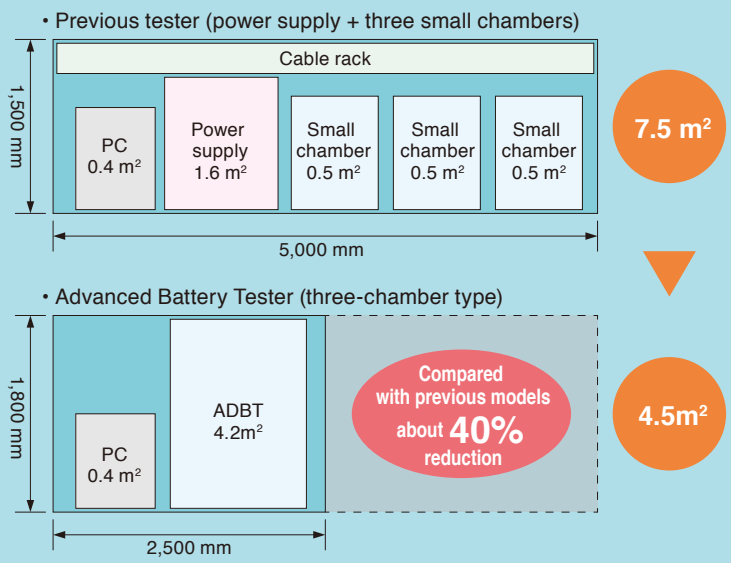 • Previous tester (power supply + three small chambers)
Cable rack
1,500 mm
PC
0.4 m²
Power
supply
1.6 m²
Small
chamber
0.5 m²
Small
chamber
0.5 m²
Small
chamber
0.5 m²
7.5 m²
5,000 mm
• Advanced Battery Tester (three-chamber type)
1,800 mm
PC
0.4 m²
ADBT
4.2m²
Compared
with previous models
about 40%
reduction
4.5m²
2,500 mm